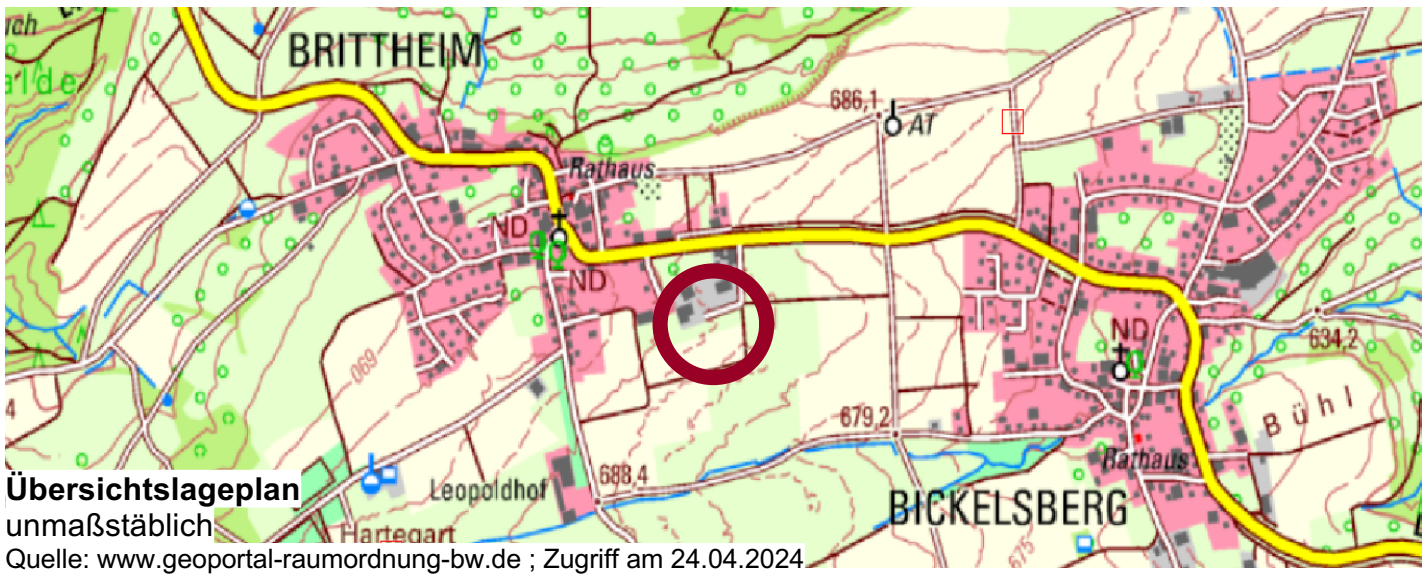 BRITTHEIM
686,1
AT
Rathaus
ND
ND
069
ND
634,2
Bühl
679,2
Rathaus
688,4
Leopoldhof
BICKELSBERG
Hartegart
675
Übersichtslageplan
unmaßstäblich
Quelle: www.geoportal-raumordnung-bw.de ; Zugriff am 24.04.2024